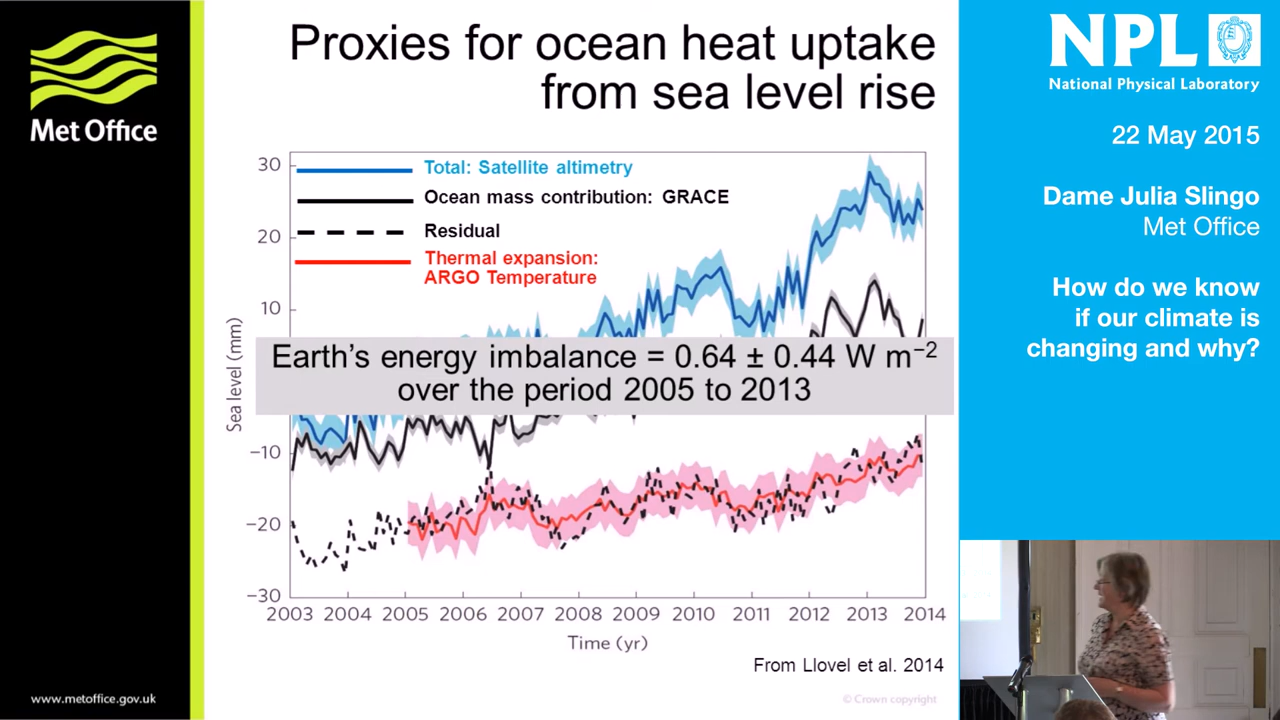 Met Office
Proxies for ocean heat uptake
from sea level rise
Total: Satellite altimetry
Ocean mass contribution: GRACE
Residual
Thermal expansion:
ARGO Temperature
30
20
10
−10
−20
−30
Sea level (mm)
Earth's energy imbalance = 0.64 ± 0.44 W m⁻²
over the period 2005 to 2013
2003 2004 2005 2006 2007 2008 2009 2010 2011 2012 2013 2014
Time (yr)
From Llovel et al. 2014
www.metoffice.gov.uk
© Crown copyright
NPL
National Physical Laboratory
22 May 2015
Dame Julia Slingo
Met Office
How do we know
if our climate is
changing and why?